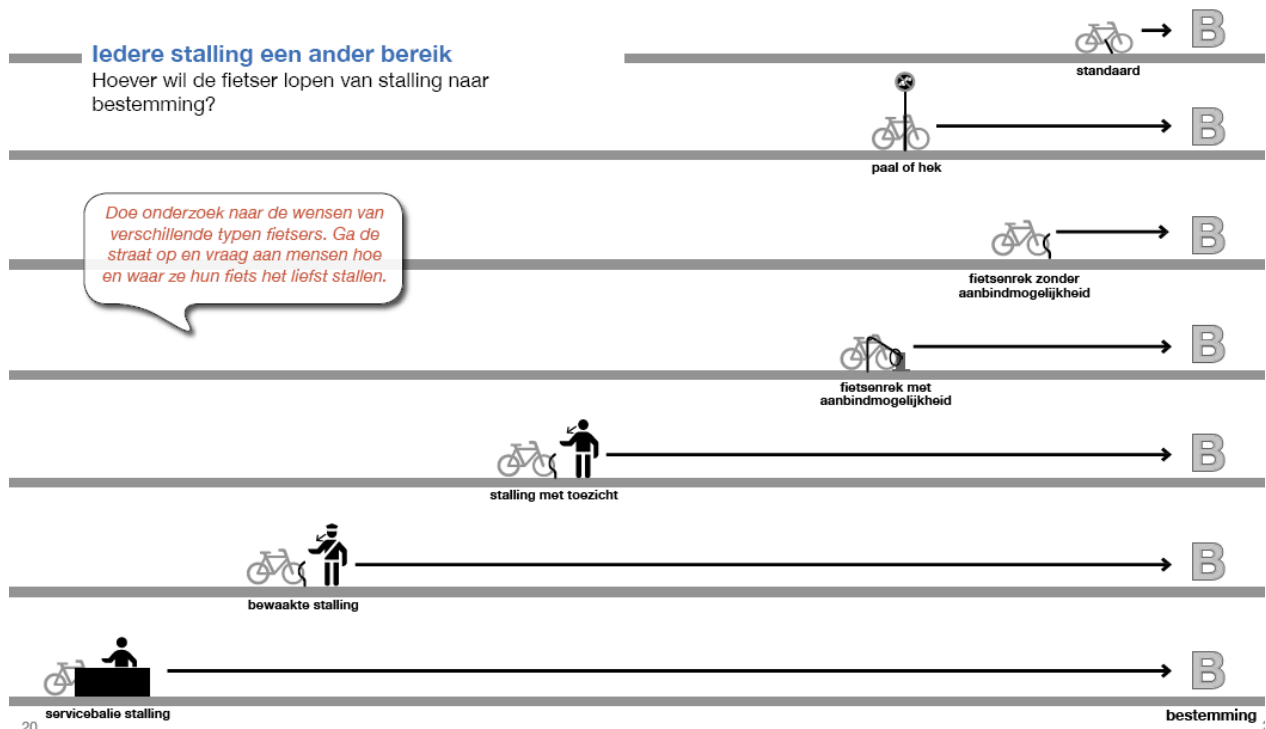 Iedere stalling een ander bereik
Hoever wil de fietser lopen van stalling naar
bestemming?
B
standaard
B
paal of hek
Doe onderzoek naar de wensen van
verschillende typen fietsers. Ga de
straat op en vraag aan mensen hoe
en waar ze hun fiets het liefst stallen.
B
fietsenrek zonder
aanbindmogelijkheid
B
fietsenrek met
aanbindmogelijkheid
B
stalling met toezicht
B
bewaakte stalling
B
servicebalie stalling
bestemming
20